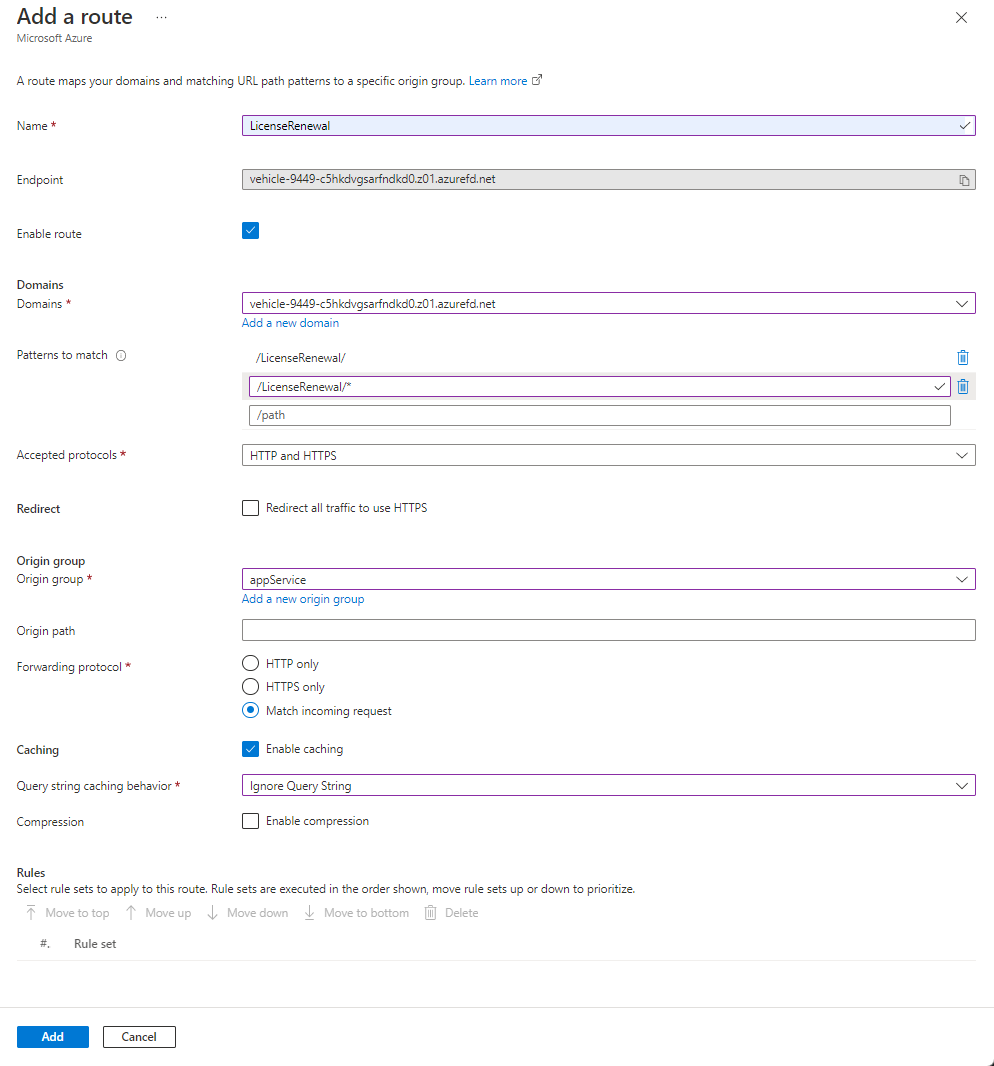 Add a route ...
Microsoft Azure
A route maps your domains and matching URL path patterns to a specific origin group. Learn more
Name *
LicenseRenewal
Endpoint
vehicle-9449-c5hkdvgsarfndkd0.z01.azurefd.net
Enable route
Domains
Domains *
vehicle-9449-c5hkdvgsarfndkd0.z01.azurefd.net
Add a new domain
Patterns to match
/LicenseRenewal/
/LicenseRenewal/*
/path
Accepted protocols *
HTTP and HTTPS
Redirect
Redirect all traffic to use HTTPS
Origin group
Origin group *
appService
Add a new origin group
Origin path
Forwarding protocol *
HTTP only
HTTPS only
Match incoming request
Caching
Enable caching
Query string caching behavior *
Ignore Query String
Compression
Enable compression
Rules
Select rule sets to apply to this route. Rule sets are executed in the order shown, move rule sets up or down to prioritize.
Move to top Move up Move down Move to bottom Delete
#. Rule set
Add Cancel